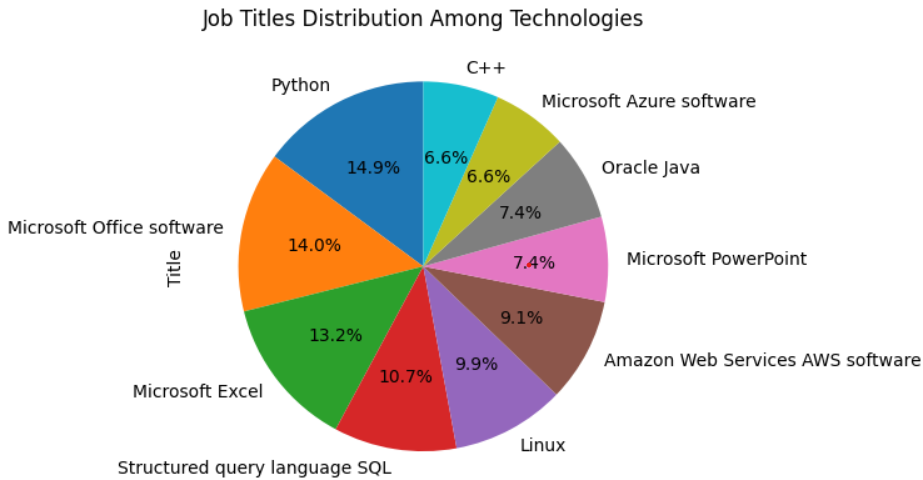 Job Titles Distribution Among Technologies
C++
Python
Microsoft Azure software
14.9%
6.6%
6.6%
Oracle Java
7.4%
Microsoft Office software
14.0%
Title
7.4%
Microsoft PowerPoint
13.2%
9.1%
Amazon Web Services AWS software
10.7%
9.9%
Microsoft Excel
Linux
Structured query language SQL